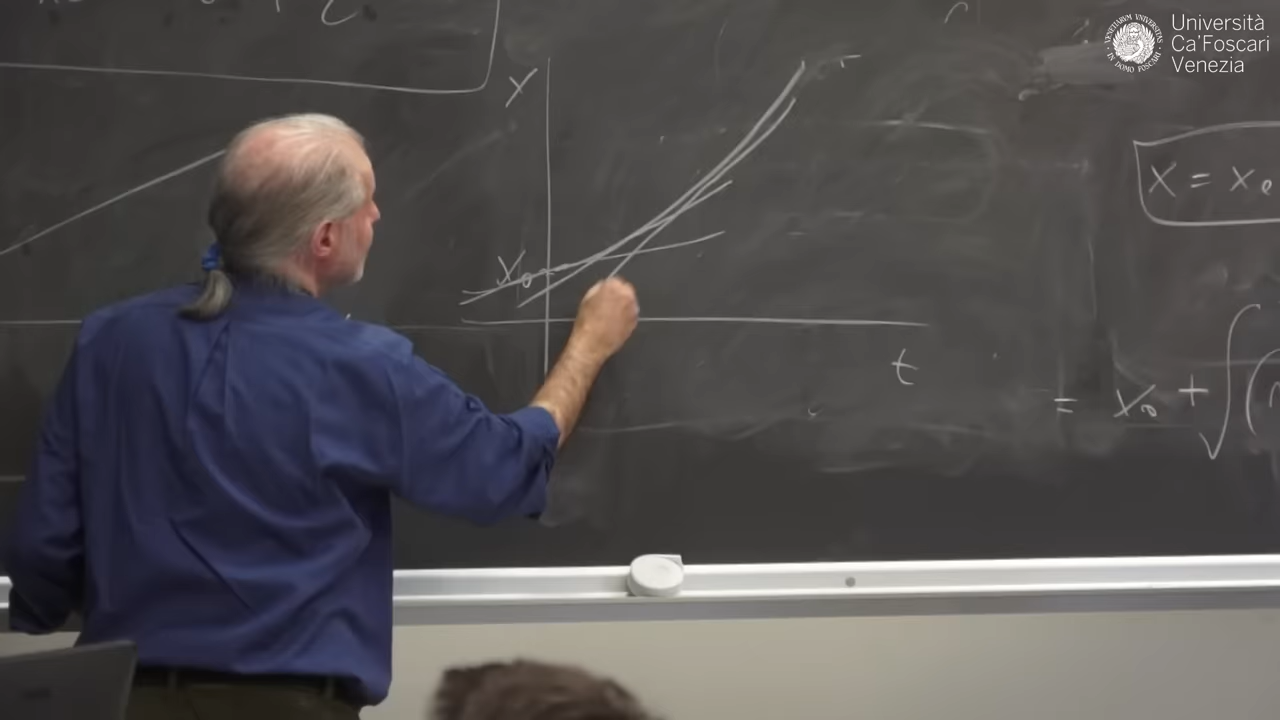 Università
Ca'Foscari
Venezia
X
X = X₀
X₀
t
= X₀ + ∫(